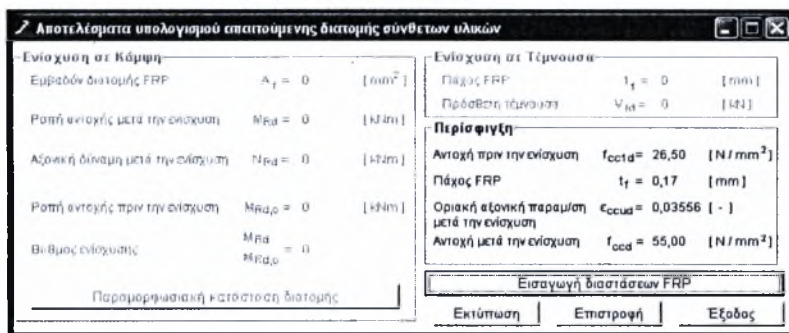 Αποτελέσματα υπολογισμού απαιτούμενης διατομής σύνθετων υλικών
Ενίσχυση σε Κάμψη
Εμβαδόν διατομής FRP A_f = 0 [mm²]
Ροπή αντοχής μετά την ενίσχυση M_Rd = 0 [kNm]
Αξονική δύναμη μετά την ενίσχυση N_Rd = 0 [kNm]
Ροπή αντοχής πριν την ενίσχυση M_Rd,o = 0 [kNm]
Βαθμος ενίσχυσης M_Rd / M_Rd,o = 0
Παραμορφωσιακή κατάσταση διατομής
Ενίσχυση σε Τέμνουσα
Πάχος FRP t_f = 0 [mm]
Πρόσθετη τέμνουσα V_fd = 0 [kN]
Περίσφιγξη
Αντοχή πριν την ενίσχυση f_cc1d = 26,50 [N/mm²]
Πάχος FRP t_f = 0,17 [mm]
Οριακή αξονική παραμ/ση ε_ccud = 0,03556 [ - ]
μετά την ενίσχυση
Αντοχή μετά την ενίσχυση f_ccd = 55,00 [N/mm²]
Εισαγωγή διαστάσεων FRP
Εκτύπωση Επιστροφή Έξοδος